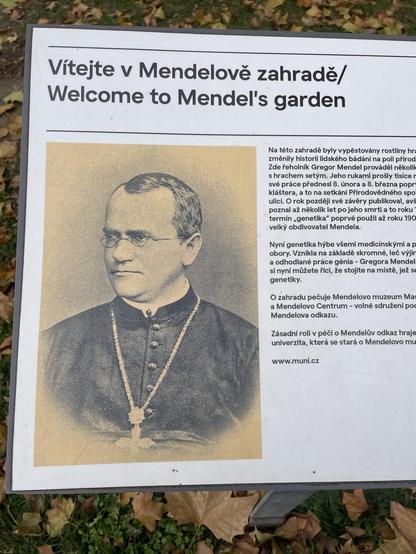 Vítejte v Mendelově zahradě/
Welcome to Mendel's garden
Na této zahradě byly vypěstovány rostliny
změnily historii lidského bádání na poli
Zde řeholník Gregor Mendel prováděl
s hrachem setým. Jeho rukami prošly tisíce
své práce přednesl 8. února a 8. března
kláštera, a to na setkání Přírodovědného
ulici. O rok později své závěry publikoval,
poznal až několik let po jeho smrti a to roku
termín „genetika" poprvé použil až roku
velký obdivovatel Mendela.
Nyní genetika hýbe všemi medicínskými a
obory. Vznikla na základě skromné, leč
a odhodlané práce génia - Gregora
si nyní můžete říci, že stojíte na místě, jež
genetiky.
O zahradu pečuje Mendelovo muzeum
a Mendelovo Centrum - volné sdružení
Mendelova odkazu.
Zásadní roli v péči o Mendelův odkaz hraje
univerzita, která se stará o Mendelovo
www.muni.cz